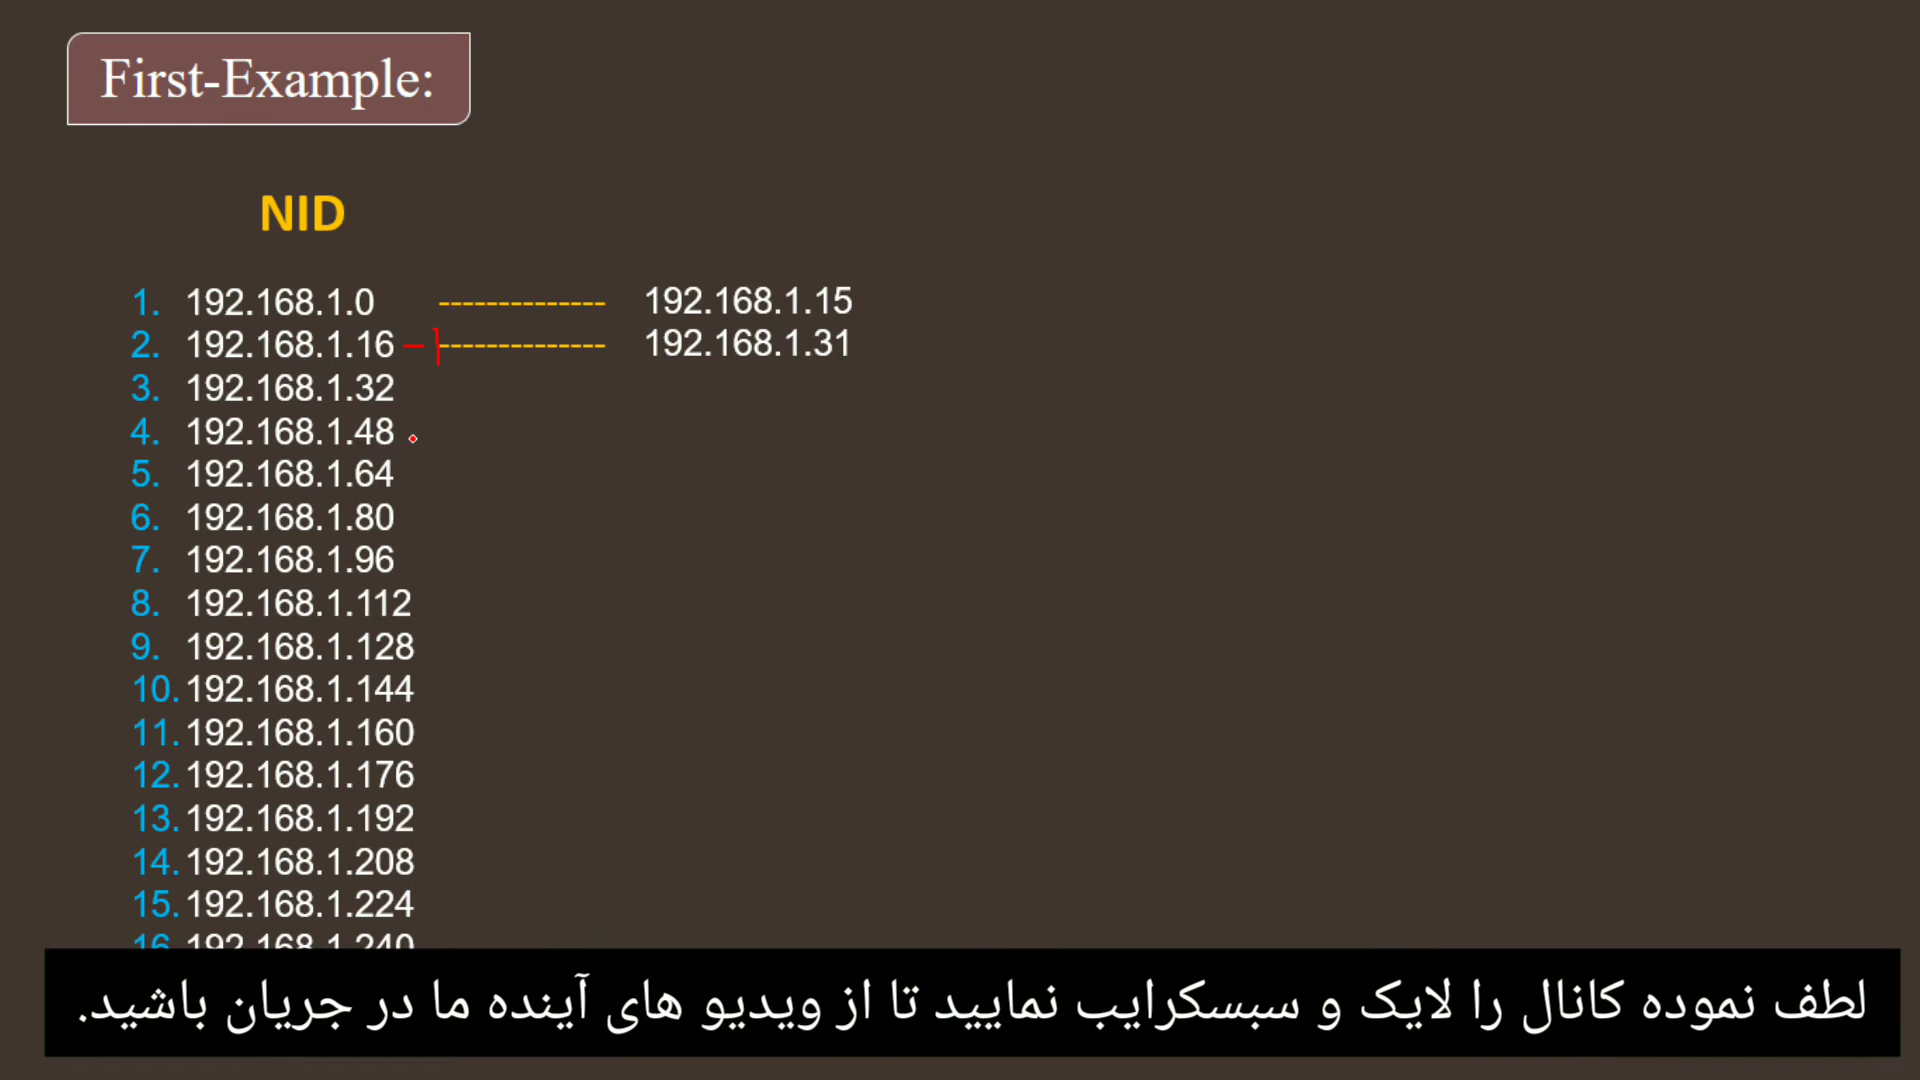 First-Example:
NID
1. 192.168.1.0 -------------- 192.168.1.15
2. 192.168.1.16 -------------- 192.168.1.31
3. 192.168.1.32
4. 192.168.1.48
5. 192.168.1.64
6. 192.168.1.80
7. 192.168.1.96
8. 192.168.1.112
9. 192.168.1.128
10. 192.168.1.144
11. 192.168.1.160
12. 192.168.1.176
13. 192.168.1.192
14. 192.168.1.208
15. 192.168.1.224
16. 192.168.1.240
لطف نموده کانال را لایک و سبسکرایب نمایید تا از ویدیو های آینده ما در جریان باشید.